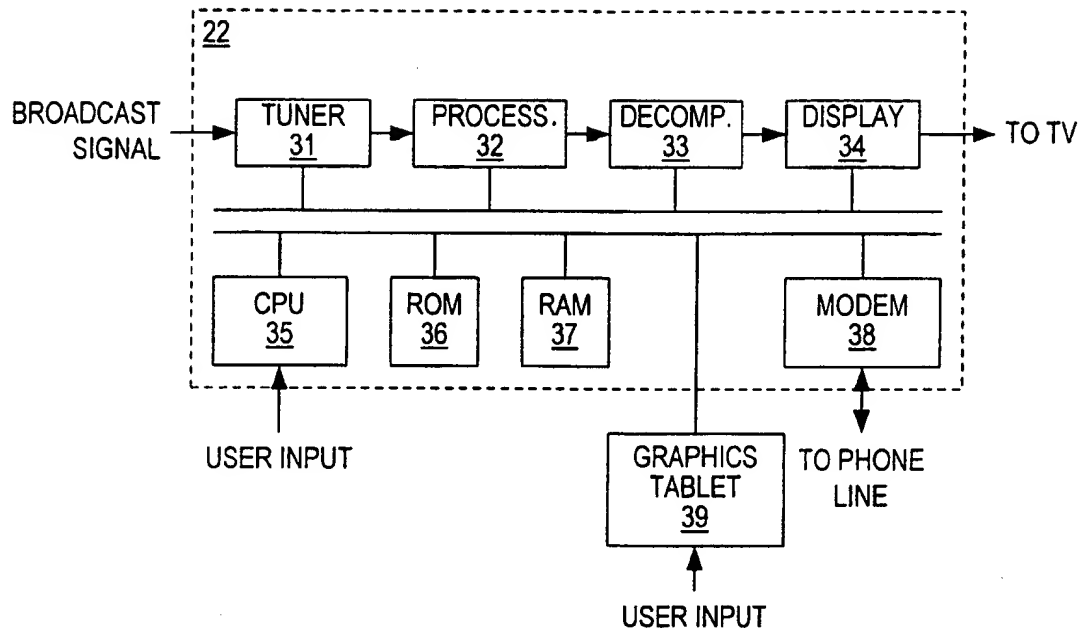 22
BROADCAST
SIGNAL
TUNER
31
PROCESS.
32
DECOMP.
33
DISPLAY
34
TO TV
CPU
35
ROM
36
RAM
37
MODEM
38
USER INPUT
GRAPHICS
TABLET
39
TO PHONE
LINE
USER INPUT